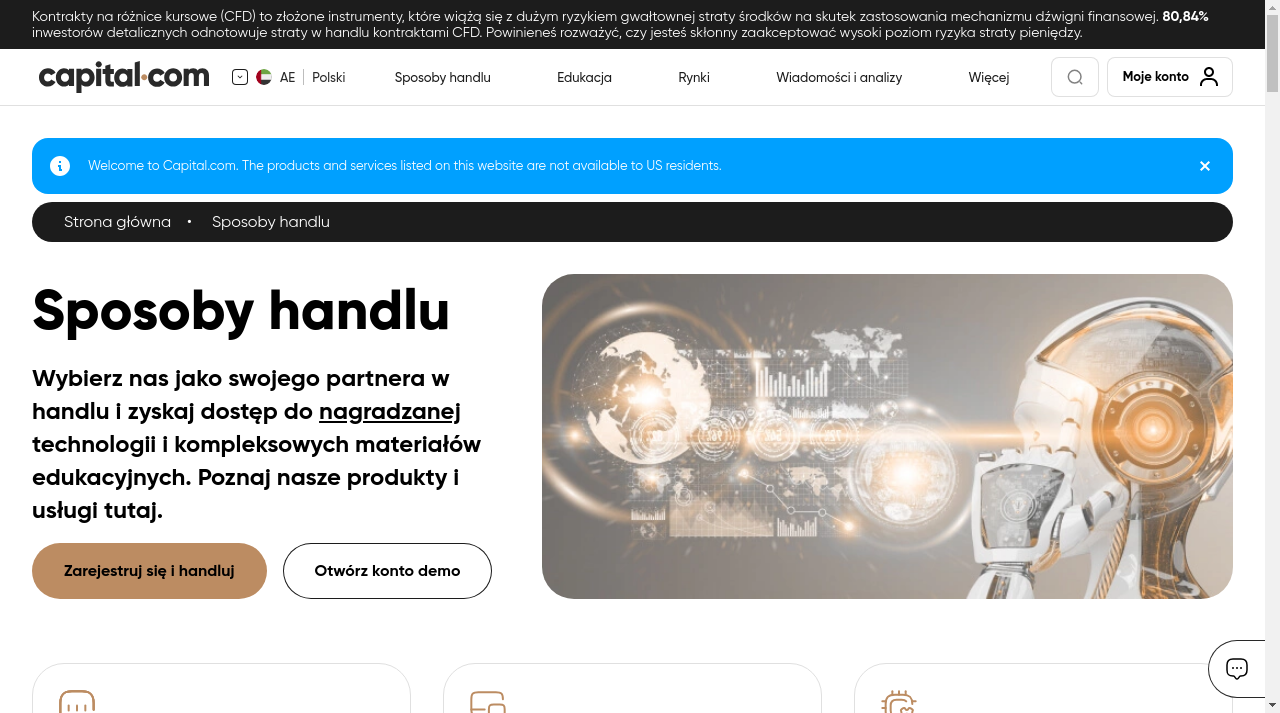 Kontrakty na różnice kursowe (CFD) to złożone instrumenty, które wiążą się z dużym ryzykiem gwałtownej straty środków na skutek zastosowania mechanizmu dźwigni finansowej. 80,84%
inwestorów detalicznych odnotowuje straty w handlu kontraktami CFD. Powinieneś rozważyć, czy jesteś skłonny zaakceptować wysoki poziom ryzyka straty pieniędzy.
capital.com AE Polski Sposoby handlu Edukacja Rynki Wiadomości i analizy Więcej Moje konto
Welcome to Capital.com. The products and services listed on this website are not available to US residents.
Strona główna • Sposoby handlu
Sposoby handlu
Wybierz nas jako swojego partnera w
handlu i zyskaj dostęp do nagradzanej
technologii i kompleksowych materiałów
edukacyjnych. Poznaj nasze produkty i
usługi tutaj.
Zarejestruj się i handluj Otwórz konto demo